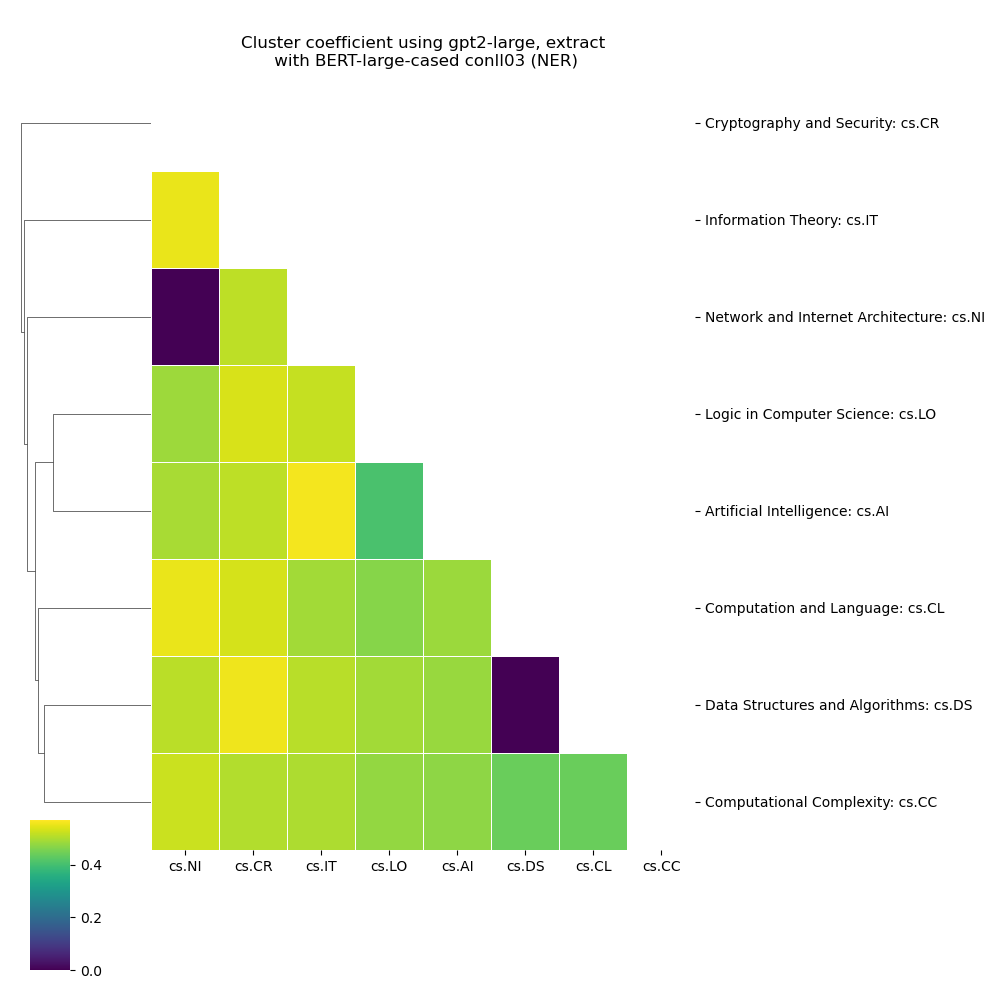 Cluster coefficient using gpt2-large, extract
with BERT-large-cased conll03 (NER)
Cryptography and Security: cs.CR
Information Theory: cs.IT
Network and Internet Architecture: cs.NI
Logic in Computer Science: cs.LO
Artificial Intelligence: cs.AI
Computation and Language: cs.CL
Data Structures and Algorithms: cs.DS
Computational Complexity: cs.CC
cs.NI cs.CR cs.IT cs.LO cs.AI cs.DS cs.CL cs.CC
0.4
0.2
0.0